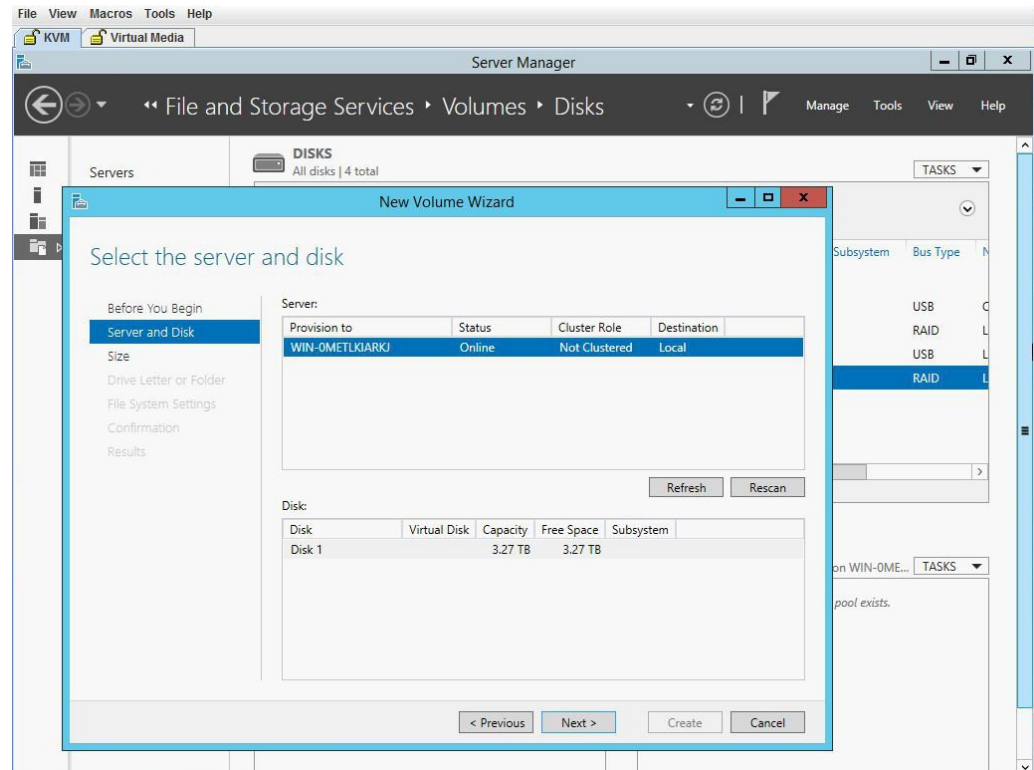 File View Macros Tools Help
KVM Virtual Media
Server Manager
File and Storage Services Volumes Disks Manage Tools View Help
Servers
DISKS
All disks | 4 total
TASKS
New Volume Wizard
Select the server and disk
Before You Begin
Server and Disk
Size
Drive Letter or Folder
File System Settings
Confirmation
Results
Server:
Provision to Status Cluster Role Destination
WIN-0METLKIARKJ Online Not Clustered Local
Refresh Rescan
Disk:
Disk Virtual Disk Capacity Free Space Subsystem
Disk 1 3.27 TB 3.27 TB
< Previous Next > Create Cancel
Subsystem Bus Type N
USB C
RAID L
USB L
RAID L
on WIN-0ME... TASKS
pool exists.